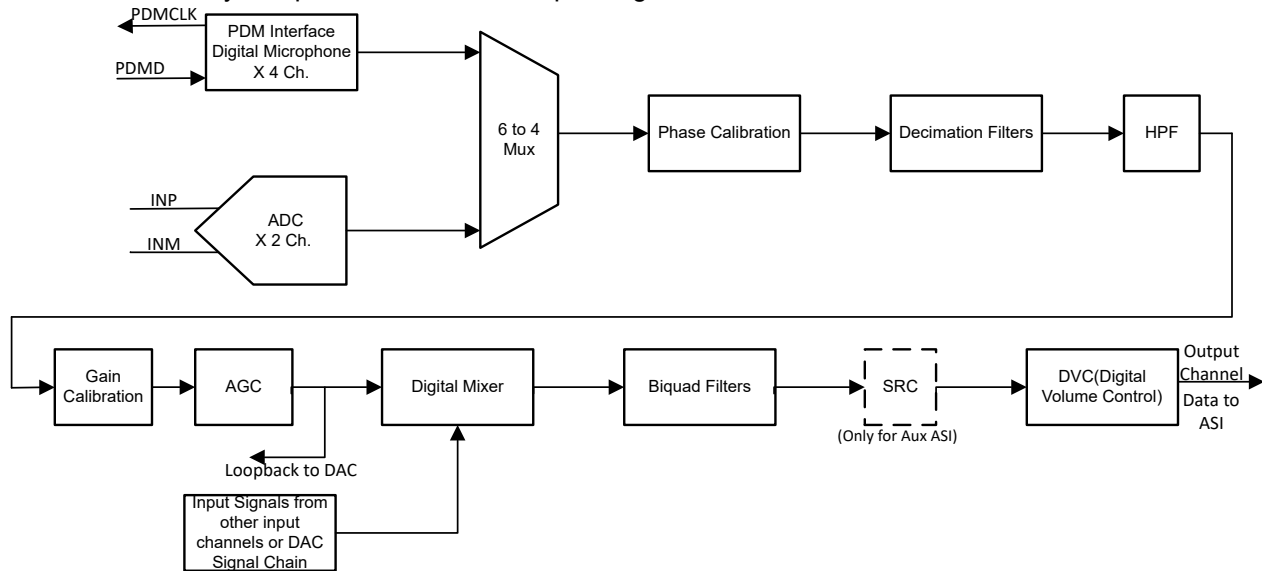 PDMCLK
PDM Interface
Digital Microphone
X 4 Ch.
PDMD
6 to 4
Mux
Phase Calibration
Decimation Filters
HPF
INP
INM
ADC
X 2 Ch.
Gain
Calibration
AGC
Digital Mixer
Biquad Filters
SRC
(Only for Aux ASI)
DVC(Digital
Volume Control)
Output
Channel
Data to
ASI
Loopback to DAC
Input Signals from
other input
channels or DAC
Signal Chain